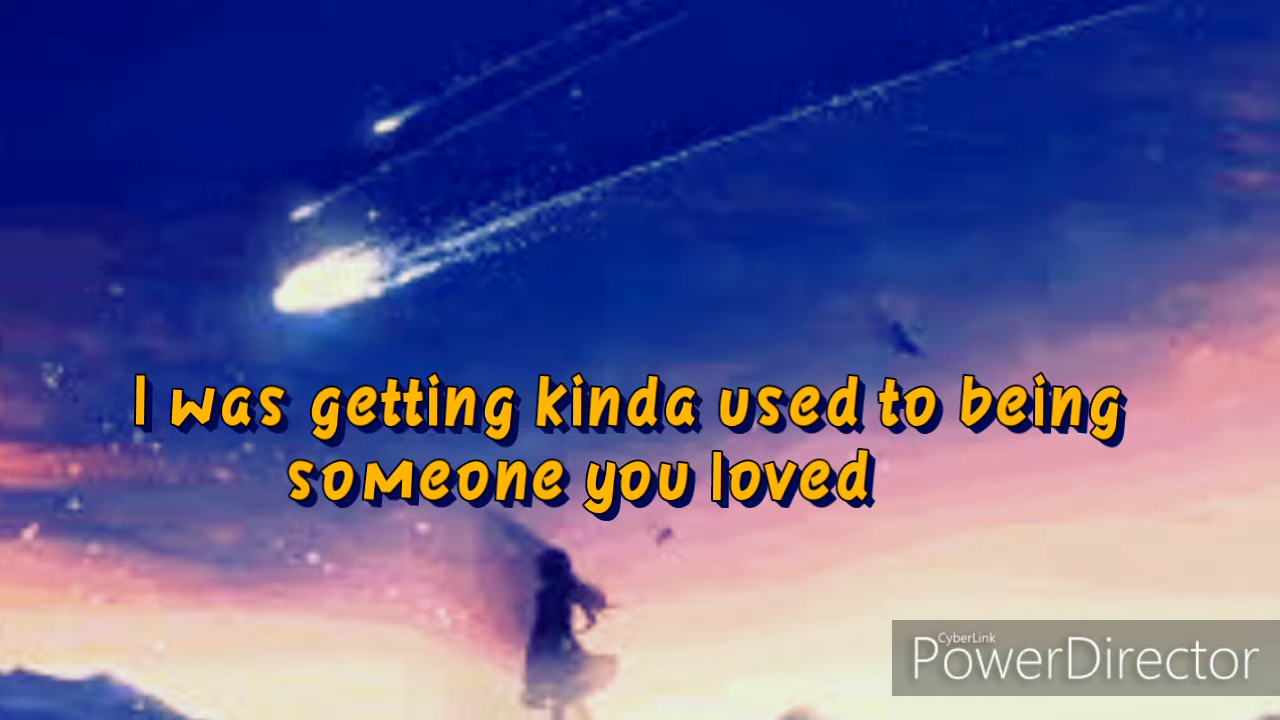 I was getting kinda used to being
someone you loved
CyberLink
PowerDirector